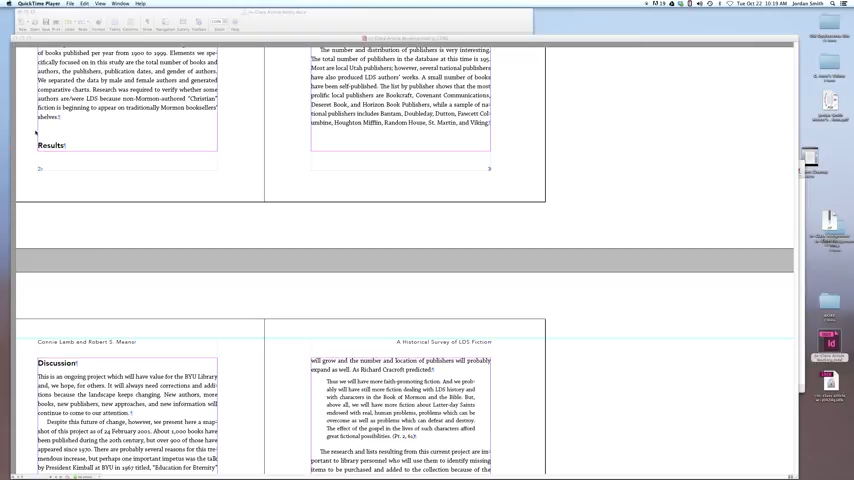 QuickTime Player File Edit View Window Help
19
Tue Oct 22 10:19 AM Jordan Smith
of books published per year from 1900 to 1999. Elements we spe-
cifically focused on in this study are the total number of books and
authors, the publishers, publication dates, and gender of authors.
We separated the data by male and female authors and generated
comparative charts. Research was required to verify whether some
authors are/were LDS because non-Mormon-authored "Christian"
fiction is beginning to appear on traditionally Mormon booksellers'
shelves.¶
Results¶
2
The number and distribution of publishers is very interesting.
The total number of publishers in the database at this time is 195.
Most are local Utah publishers; however, several national publishers
have also produced LDS authors' works. A small number of books
have been self-published. The list by publisher shows that the most
prolific local publishers are Bookcraft, Covenant Communications,
Deseret Book, and Horizon Book Publishers, while a sample of na-
tional publishers includes Bantam, Doubleday, Dutton, Fawcett Col-
umbine, Houghton Mifflin, Random House, St. Martin, and Viking.
3
Connie Lamb and Robert S. Means
Discussion¶
This is an ongoing project which will have value for the BYU Library
and, we hope, for others. It will always need corrections and addi-
tions because the landscape keeps changing. New authors, more
books, new publishers, new approaches, and new information will
continue to come to our attention. ¶
Despite this future of change, however, we present here a snap-
shot of this project as of 24 February 2001. About 1,000 books have
been published during the 20th century, but over 900 of those have
appeared since 1970. There are probably several reasons for this tre-
mendous increase, but perhaps one important impetus was the talk
by President Kimball at BYU in 1967 titled, "Education for Eternity"
A Historical Survey of LDS Fiction
will grow and the number and location of publishers will probably
expand as well. As Richard Cracroft predicted:¶
Thus we will have more faith-promoting fiction. And we prob-
ably will have still more fiction dealing with LDS history and
with characters in the Book of Mormon and the Bible. But,
above all, we will have more fiction about Latter-day Saints
endowed with real, human problems, problems which can be
overcome as well as problems which can defeat and destroy.
The effect of the gospel in the lives of such characters afford
great fictional possibilities. (Pt. 2, 62)¶
The research and lists resulting from this current project are im-
portant to library personnel who will use them to identify missing
items to be purchased and added to the collection because of the
Id